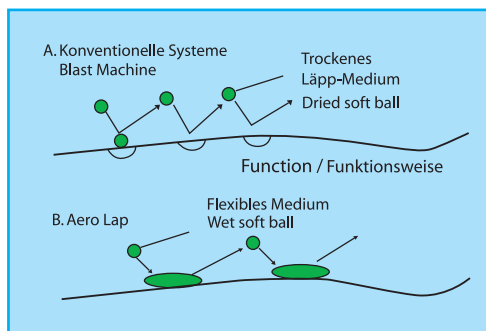 A. Konventionelle Systeme
Blast Machine
Trockenes
Läpp-Medium
Dried soft ball
Function / Funktionsweise
B. Aero Lap
Flexibles Medium
Wet soft ball